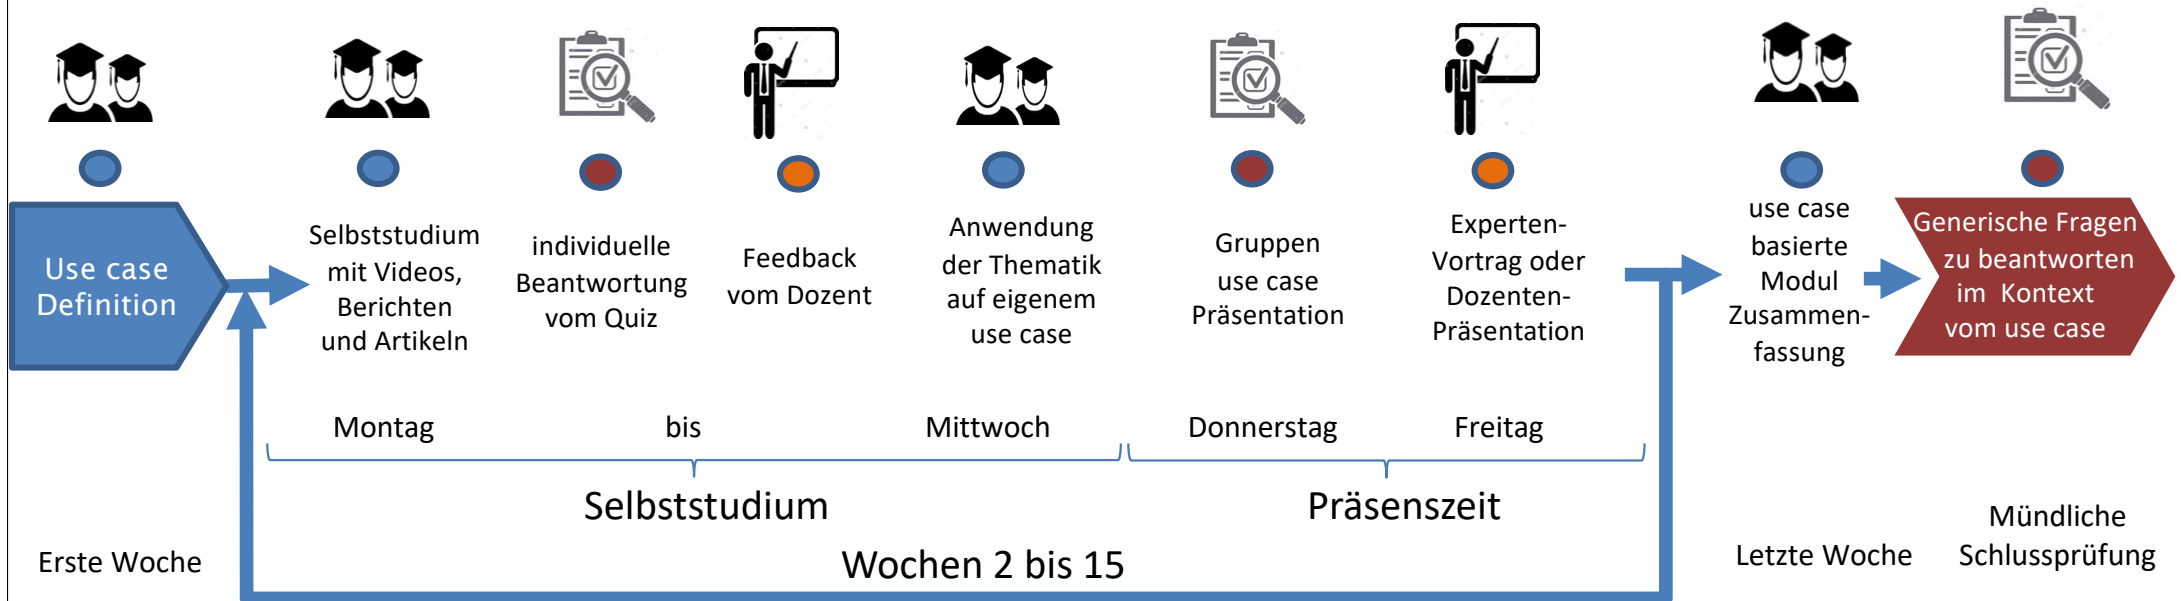 Use case
Definition
Selbststudium
mit Videos,
Berichten
und Artikeln
individuelle
Beantwortung
vom Quiz
Feedback
vom Dozent
Anwendung
der Thematik
auf eigenem
use case
Gruppen
use case
Präsentation
Experten-
Vortrag oder
Dozenten-
Präsentation
use case
basierte
Modul
Zusammen-
fassung
Generische Fragen
zu beantworten
im Kontext
vom use case
Montag
bis
Mittwoch
Donnerstag
Freitag
Selbststudium
Präsenszeit
Erste Woche
Wochen 2 bis 15
Letzte Woche
Mündliche
Schlussprüfung